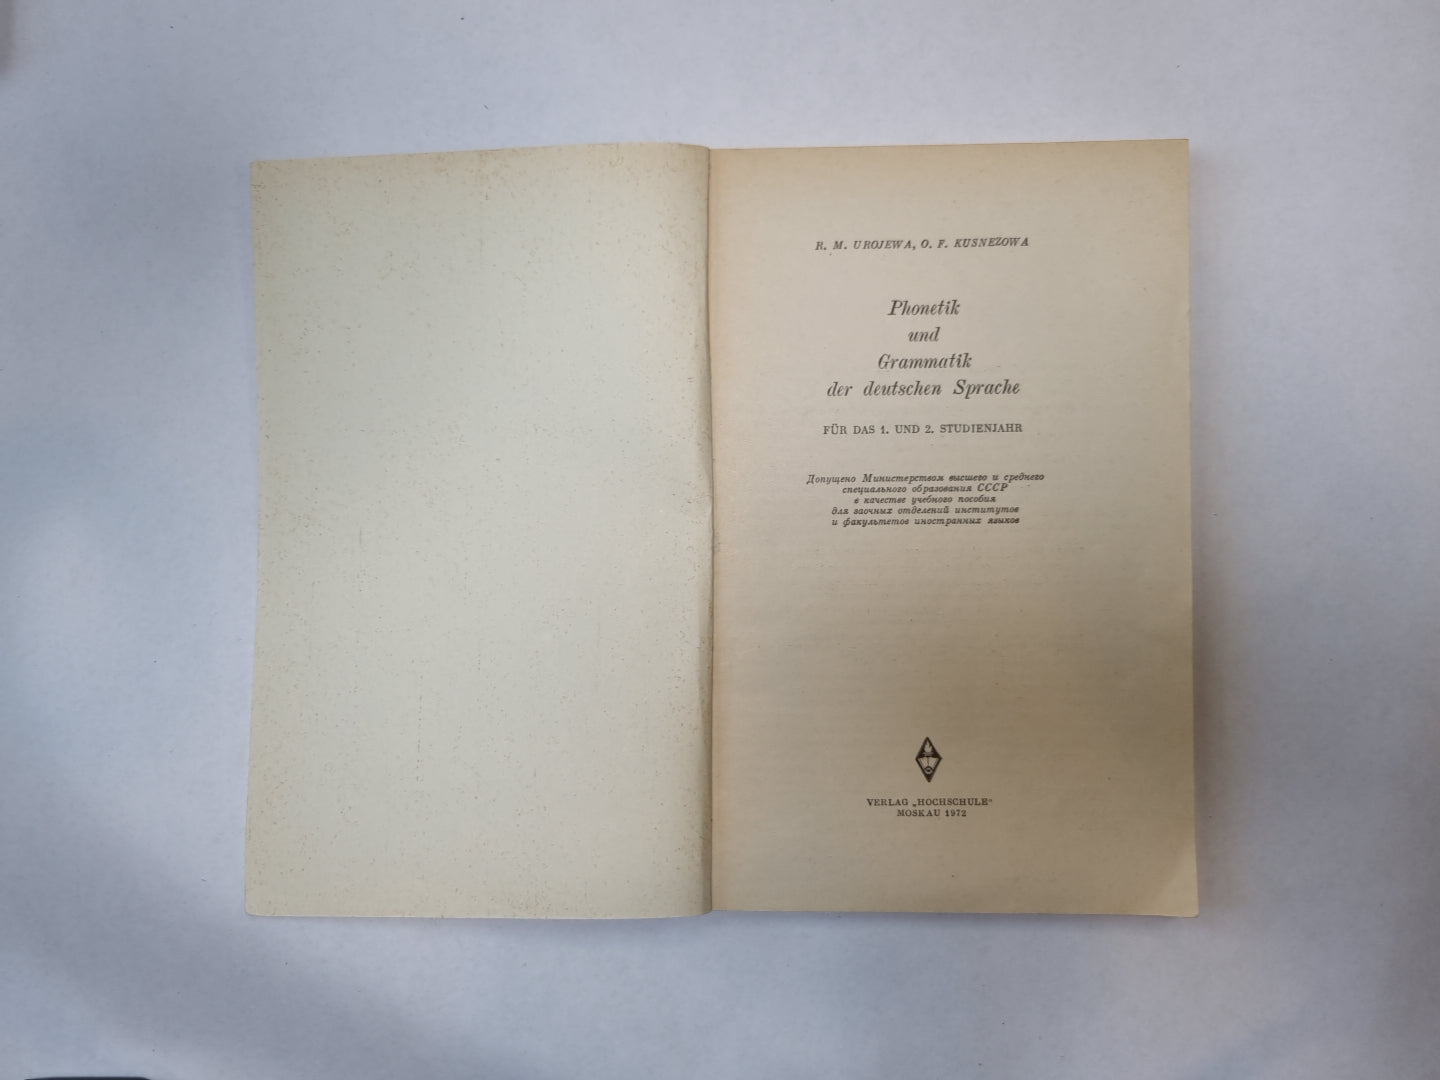 R. M. UROJEWA, O. F. KUSNEZOWA
Phonetik
und
Grammatik
der deutschen Sprache
FÜR DAS 1. UND 2. STUDIENJAHR
Допущено Министерством высшего и среднего
специального образования СССР
в качестве учебного пособия
для заочных отделений институтов
и факультетов иностранных языков
VERLAG „HOCHSCHULE“
MOSKAU 1972